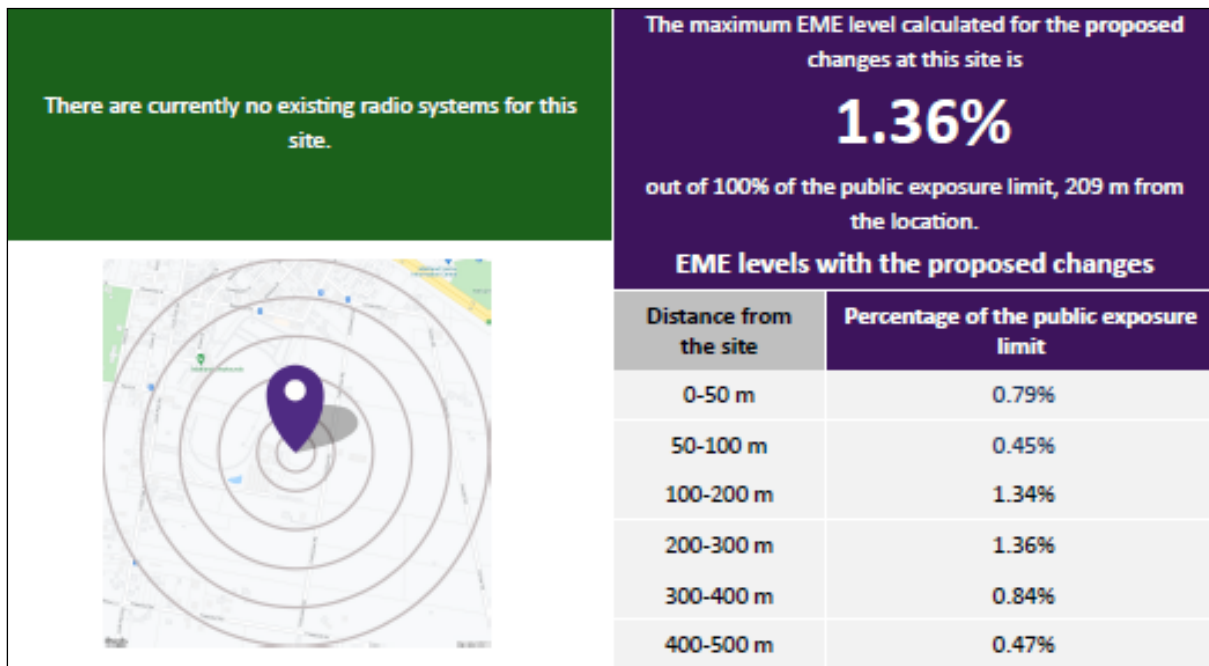 There are currently no existing radio systems for this
site.
The maximum EME level calculated for the proposed
changes at this site is
1.36%
out of 100% of the public exposure limit, 209 m from
the location.
EME levels with the proposed changes
Distance from
the site
Percentage of the public exposure
limit
0-50 m
0.79%
50-100 m
0.45%
100-200 m
1.34%
200-300 m
1.36%
300-400 m
0.84%
400-500 m
0.47%